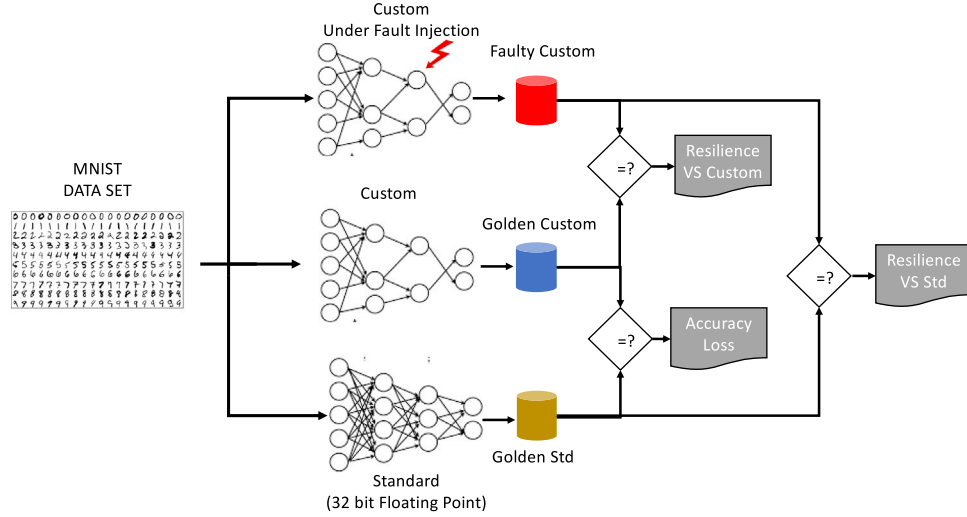 Custom
Under Fault Injection
Faulty Custom
=?
Resilience
VS Custom
MNIST
DATA SET
Custom
Golden Custom
=?
Resilience
VS Std
=?
Accuracy
Loss
Golden Std
Standard
(32 bit Floating Point)